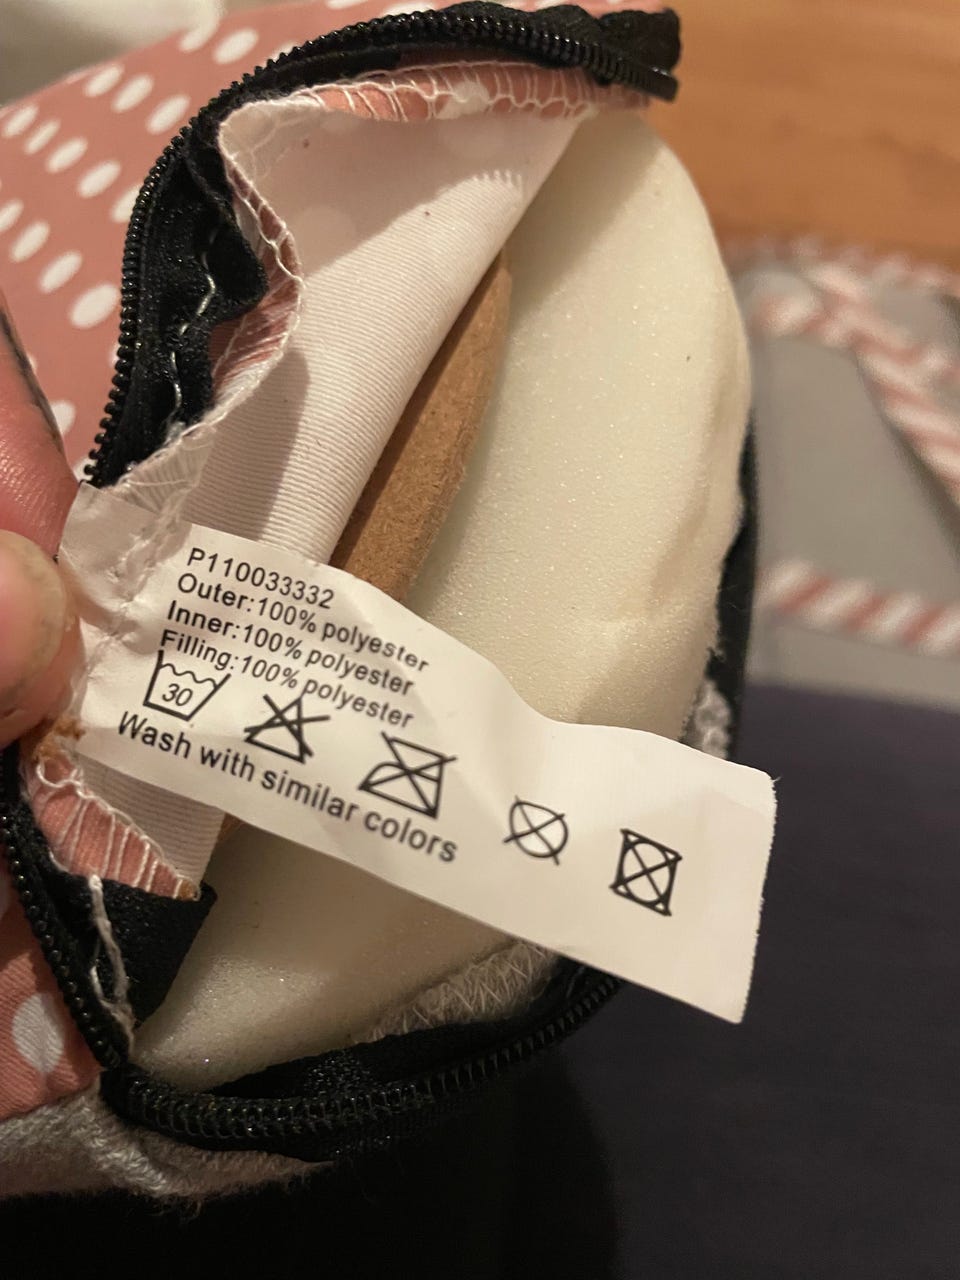 P110033332
Outer:100% polyester
Inner:100% polyester
Filling:100% polyester
30
Wash with similar colors